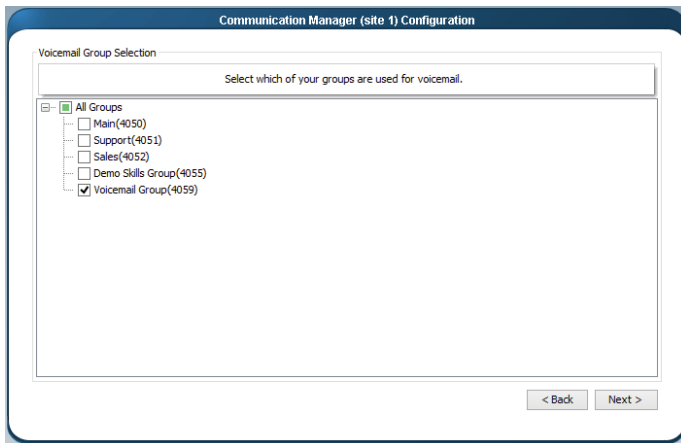 Communication Manager (site 1) Configuration
Voicemail Group Selection
Select which of your groups are used for voicemail.
All Groups
Main(4050)
Support(4051)
Sales(4052)
Demo Skills Group(4055)
Voicemail Group(4059)
< Back Next >